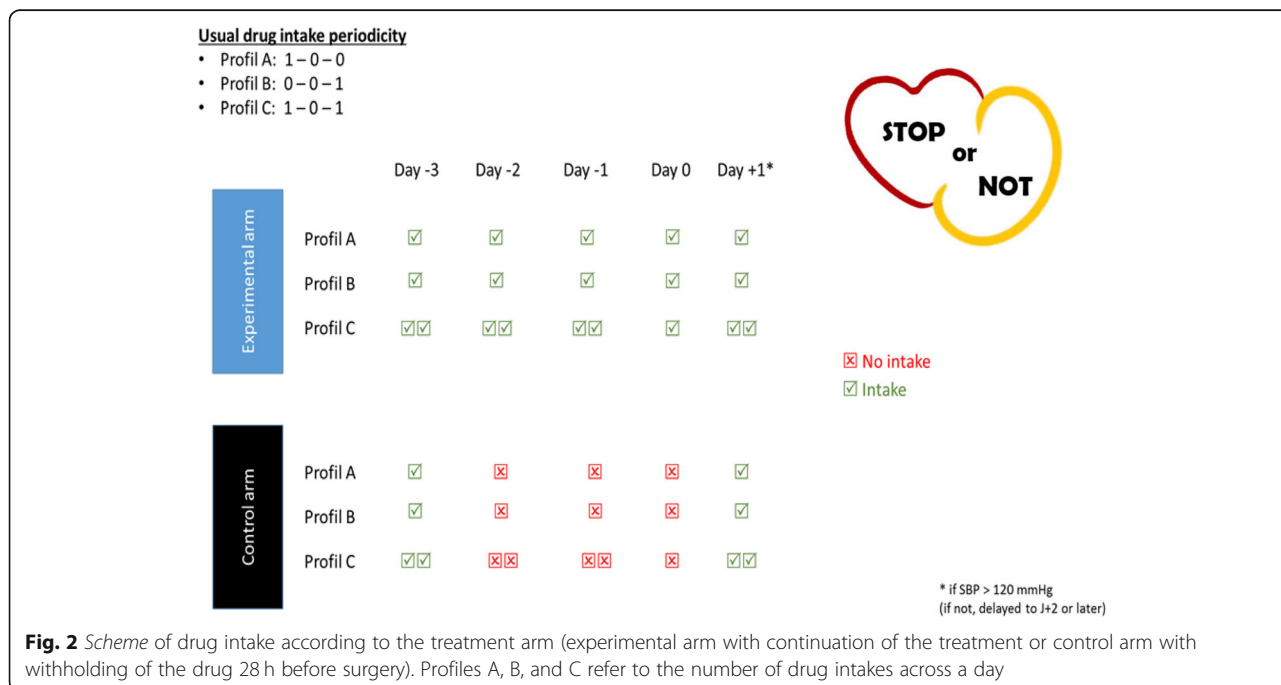 Usual drug intake periodicity
• Profil A: 1 – 0 – 0
• Profil B: 0 – 0 – 1
• Profil C: 1 – 0 – 1
STOP
or
NOT
Day -3 Day -2 Day -1 Day 0 Day +1*
Experimental arm
Profil A ☑ ☑ ☑ ☑ ☑
Profil B ☑ ☑ ☑ ☑ ☑
Profil C ☑☑ ☑☑ ☑☑ ☑ ☑☑
☒ No intake
☑ Intake
Control arm
Profil A ☑ ☒ ☒ ☒ ☑
Profil B ☑ ☒ ☒ ☒ ☑
Profil C ☑☑ ☒☒ ☒☒ ☒ ☑☑
* if SBP > 120 mmHg
(if not, delayed to J+2 or later)
Fig. 2 Scheme of drug intake according to the treatment arm (experimental arm with continuation of the treatment or control arm with
withholding of the drug 28 h before surgery). Profiles A, B, and C refer to the number of drug intakes across a day